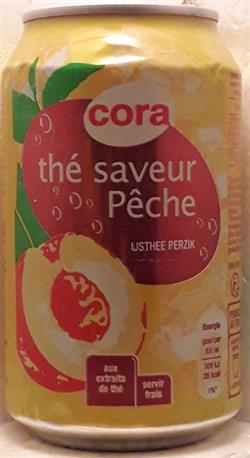 cora
thé saveur
Pêche
IJSTHEE PERZIK
aux
extraits
de thé
servir
frais
Energie